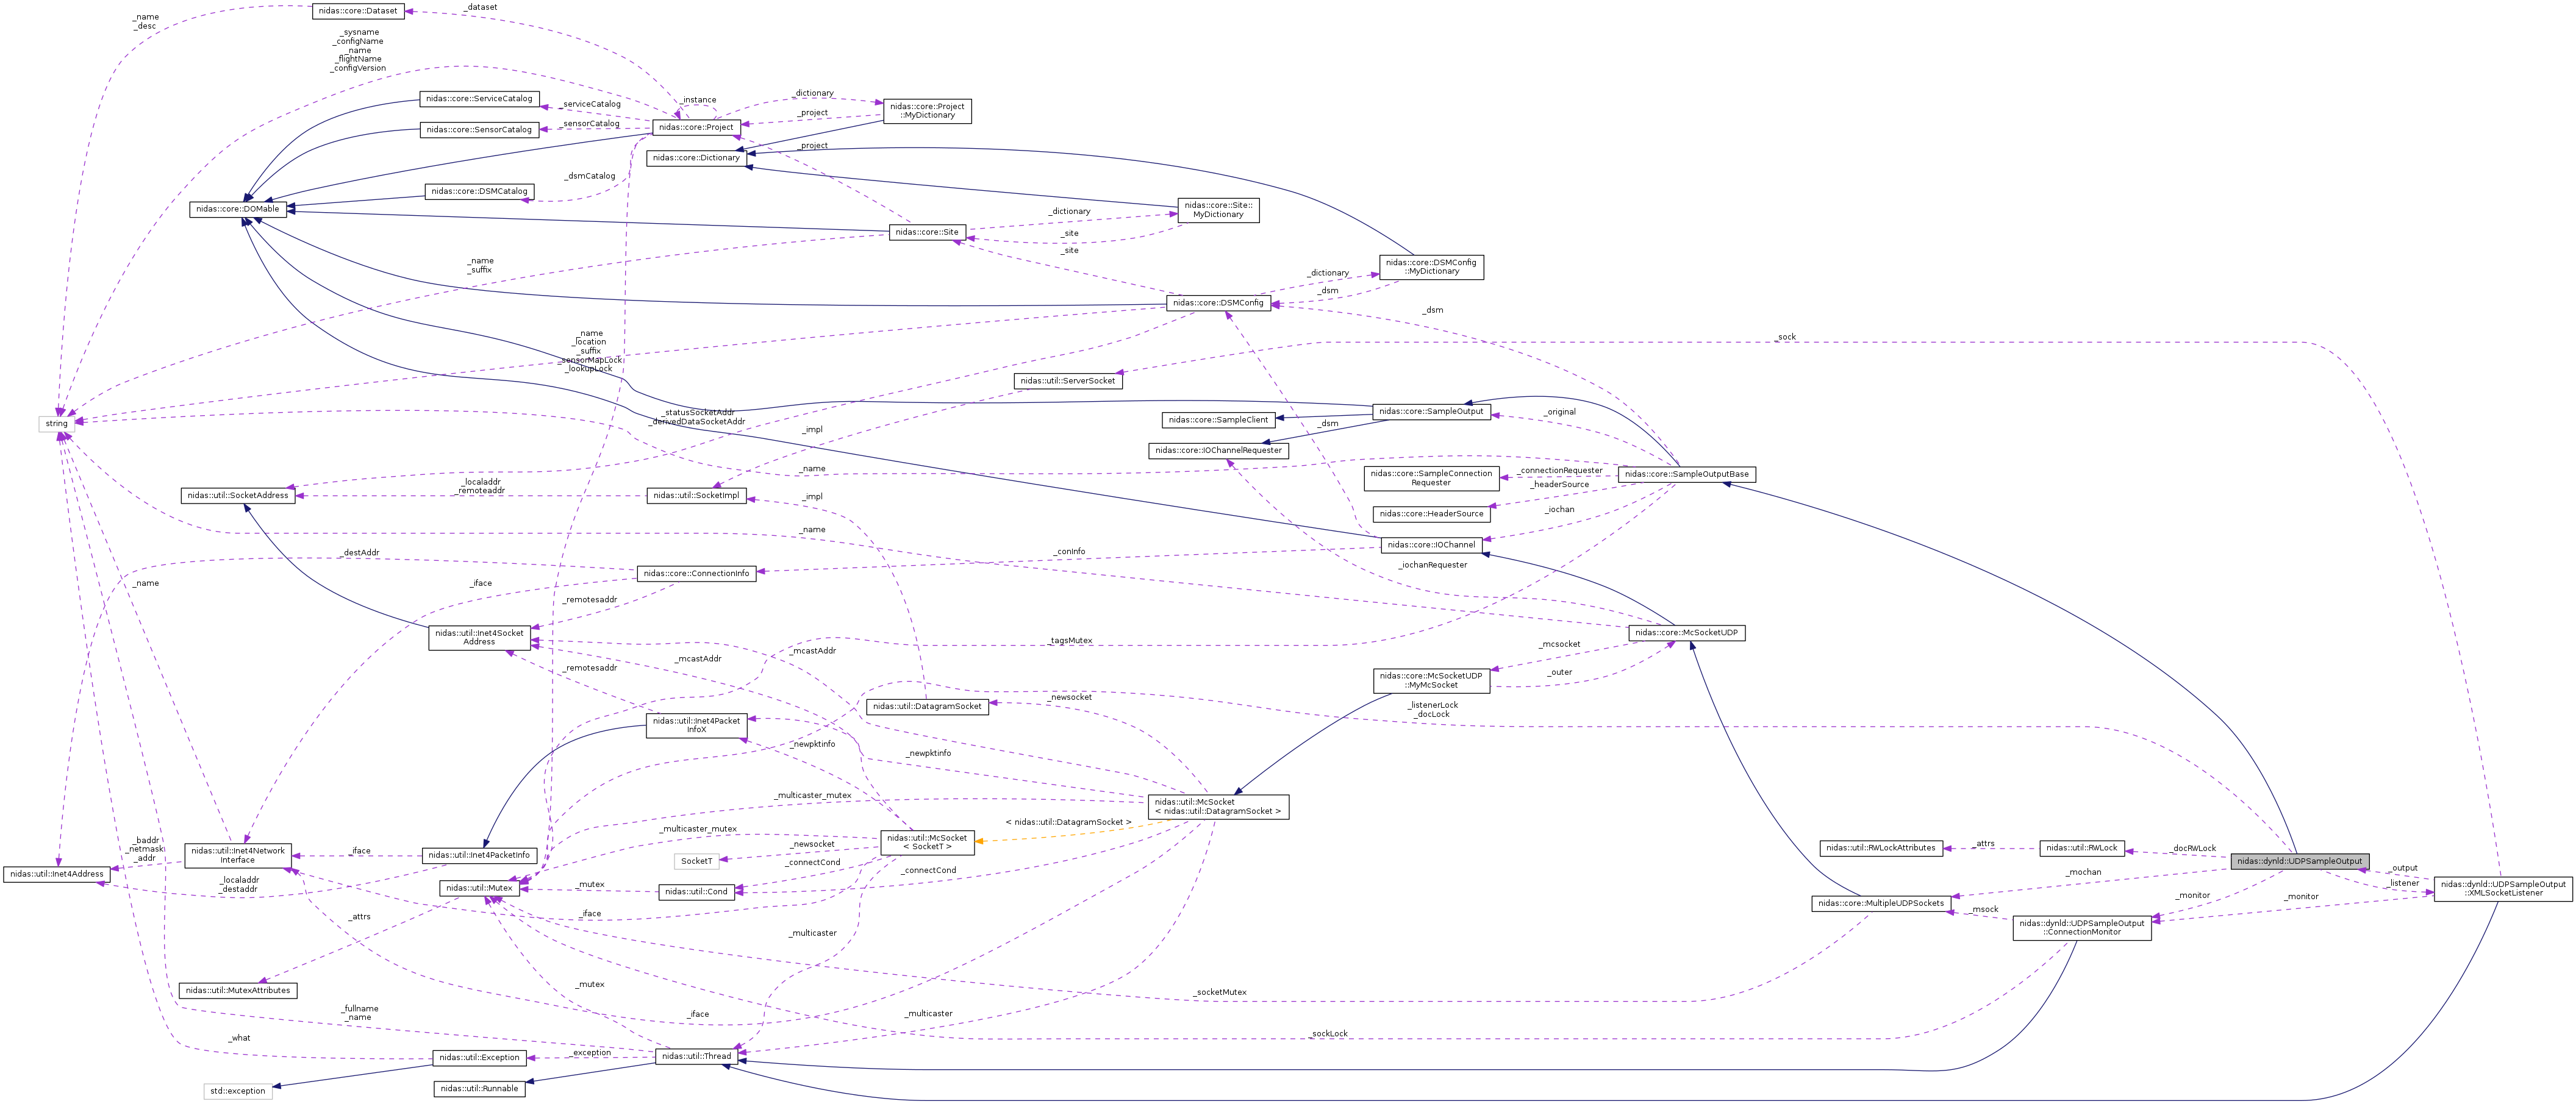 nidas::core::Dataset
_dataset
_name
_desc
_sysname
_configName
_name
_flightName
_configVersion
nidas::core::ServiceCatalog
_serviceCatalog
_instance
_dictionary
nidas::core::Project
::MyDictionary
nidas::core::SensorCatalog
_sensorCatalog
nidas::core::Project
_project
nidas::core::Dictionary
_project
_dsmCatalog
nidas::core::DSMCatalog
nidas::core::DOMable
nidas::core::Site
_dictionary
nidas::core::Site::
MyDictionary
_site
_site
_name
_suffix
nidas::core::DSMConfig
::MyDictionary
_dictionary
_dsm
nidas::core::DSMConfig
_dsm
_sock
_name
_location
_suffix
_sensorMapLock
_lookupLock
nidas::util::ServerSocket
string
_statusSocketAddr
_derivedDataSocketAddr
_impl
nidas::core::SampleClient
nidas::core::SampleOutput
_original
_dsm
nidas::core::IOChannelRequester
_name
nidas::core::SampleConnection
Requester
_connectionRequester
nidas::core::SampleOutputBase
_headerSource
nidas::util::SocketAddress
_localaddr
_remoteaddr
nidas::util::SocketImpl
_impl
nidas::core::HeaderSource
_iochan
_name
nidas::core::IOChannel
_destAddr
_conInfo
_iochanRequester
nidas::core::ConnectionInfo
_name
_iface
_remotesaddr
nidas::util::Inet4Socket
Address
_mcastAddr
_mcastAddr
_remotesaddr
_tagsMutex
nidas::core::McSocketUDP
_mcsocket
_outer
nidas::core::McSocketUDP
::MyMcSocket
_newsocket
nidas::util::DatagramSocket
_listenerLock
_docLock
nidas::util::Inet4Packet
InfoX
_newpktinfo
_newpktinfo
_multicaster_mutex
nidas::util::McSocket
< nidas::util::DatagramSocket >
< nidas::util::DatagramSocket >
_multicaster_mutex
nidas::util::McSocket
< SocketT >
_newsocket
SocketT
_connectCond
_connectCond
_baddr
_netmask
_addr
nidas::util::Inet4Network
Interface
_iface
nidas::util::Inet4PacketInfo
nidas::util::Inet4Address
_localaddr
_destaddr
nidas::util::Mutex
_mutex
nidas::util::Cond
nidas::util::RWLockAttributes
_attrs
nidas::util::RWLock
_docRWLock
nidas::dynld::UDPSampleOutput
_mochan
_output
_listener
nidas::dynld::UDPSampleOutput
::XMLSocketListener
_monitor
_monitor
nidas::core::MultipleUDPSockets
_msock
nidas::dynld::UDPSampleOutput
::ConnectionMonitor
_attrs
_iface
_multicaster
nidas::util::MutexAttributes
_mutex
_socketMutex
_fullname
_name
_iface
_multicaster
_sockLock
_what
nidas::util::Exception
_exception
nidas::util::Thread
std::exception
nidas::util::Runnable